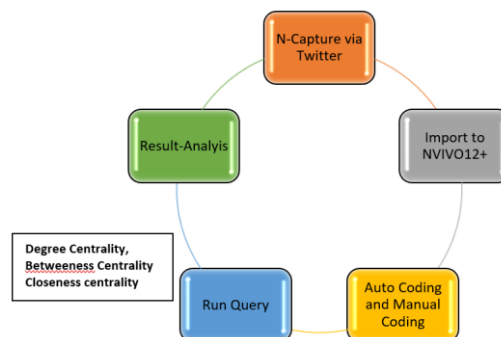 N-Capture via
Twitter
Import to
NVIVO12+
Auto Coding
and Manual
Coding
Run Query
Degree Centrality,
Betweeness Centrality
Closeness centrality
Result-Analyis